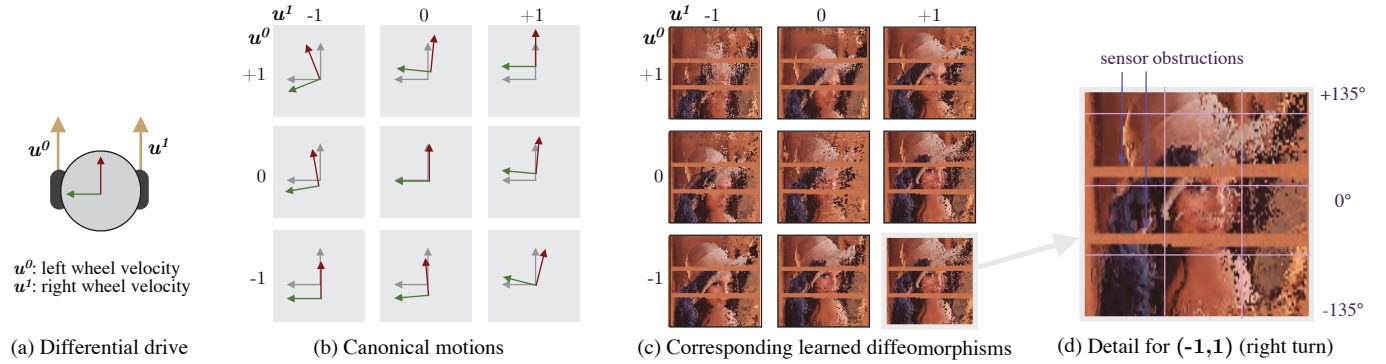 u⁰
u¹
u⁰: left wheel velocity
u¹: right wheel velocity
(a) Differential drive
u¹ -1 0 +1
u⁰
+1
0
-1
(b) Canonical motions
u¹ -1 0 +1
u⁰
+1
0
-1
(c) Corresponding learned diffeomorphisms
sensor obstructions
+135°
0°
-135°
(d) Detail for (-1,1) (right turn)